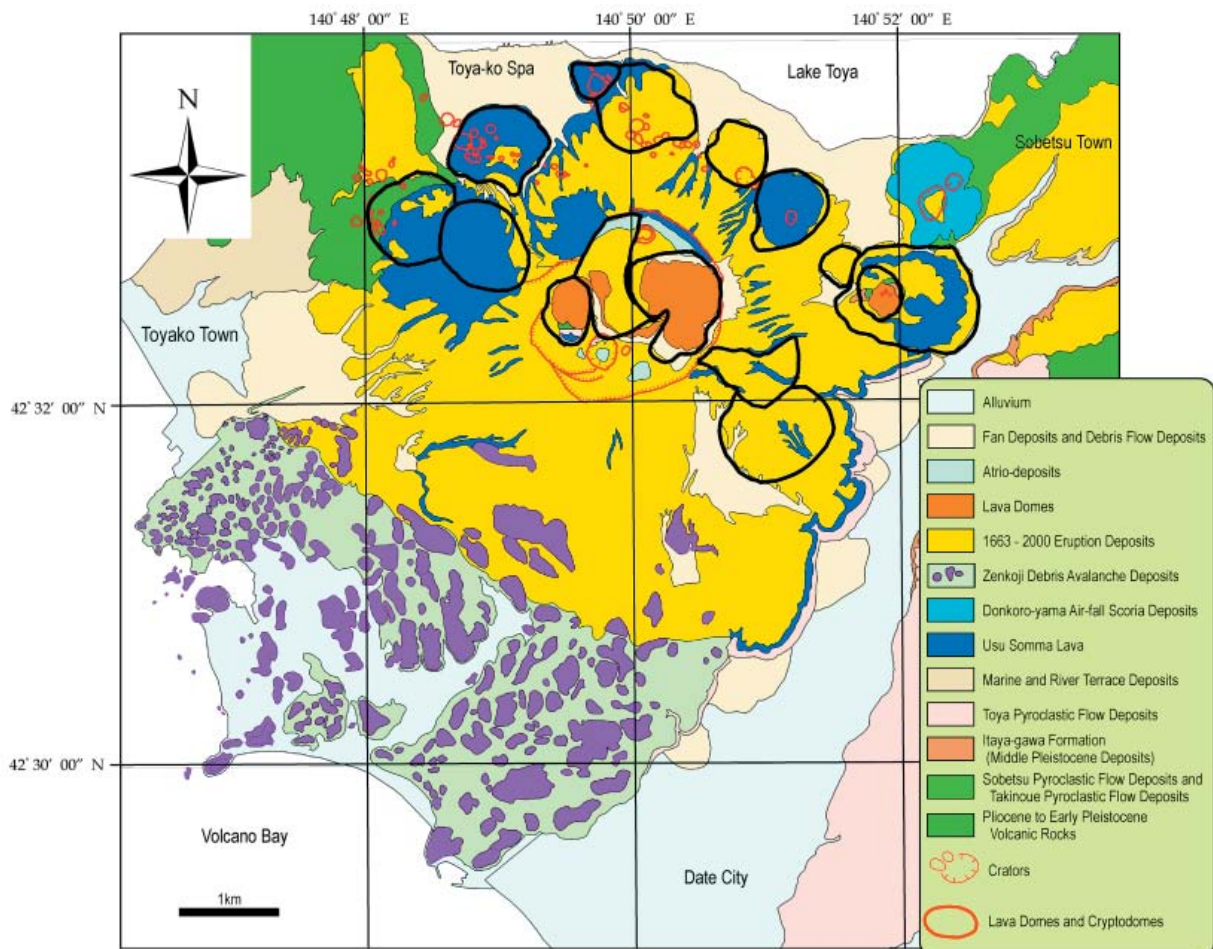 140° 48' 00" E
140° 50' 00" E
140° 52' 00" E
Toya-ko Spa
Lake Toya
N
Sobetsu Town
Toyako Town
42° 32' 00" N
Alluvium
Fan Deposits and Debris Flow Deposits
Atrio-deposits
Lava Domes
1663 - 2000 Eruption Deposits
Zenkoji Debris Avalanche Deposits
Donkoro-yama Air-fall Scoria Deposits
Usu Somma Lava
Marine and River Terrace Deposits
Toya Pyroclastic Flow Deposits
Itaya-gawa Formation
(Middle Pleistocene Deposits)
Sobetsu Pyroclastic Flow Deposits and
Takinoue Pyroclastic Flow Deposits
Pliocene to Early Pleistocene
Volcanic Rocks
Crators
Lava Domes and Cryptodomes
42° 30' 00" N
Volcano Bay
Date City
1km